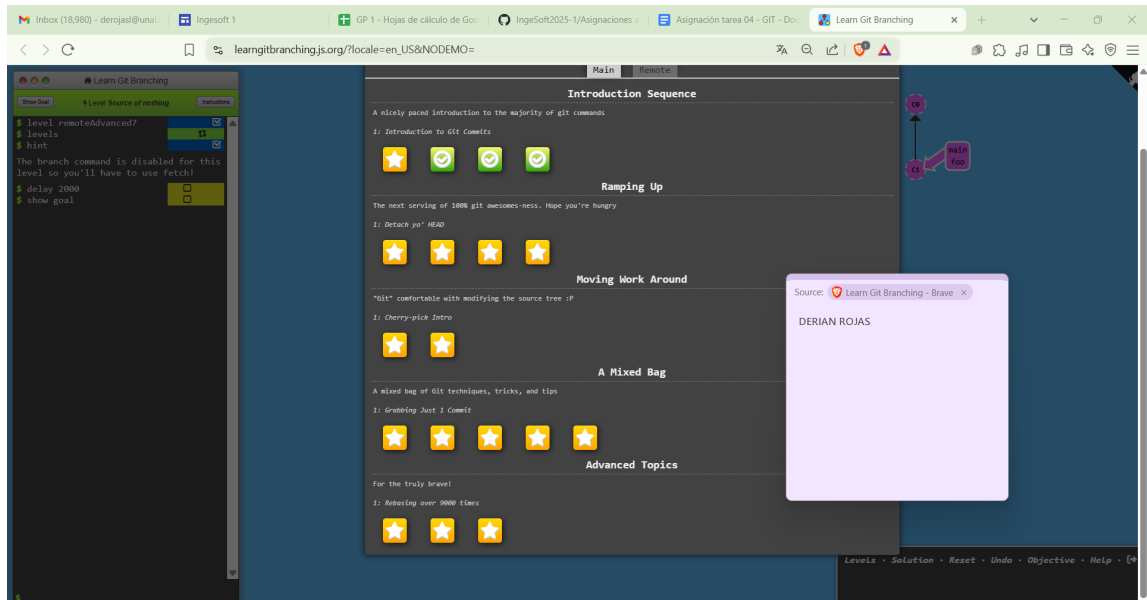 Inbox (18,980) - derojasl@unal
Ingesoft 1
GP 1 - Hojas de cálculo de Goo
IngeSoft2025-1/Asignaciones a
Asignación tarea 04 - GIT - Do
Learn Git Branching
learngitbranching.js.org/?locale=en_US&NODEMO=
Learn Git Branching
Show Goal
Level Source of nothing
Instructions
$ level remoteAdvanced7
$ levels
$ hint
The branch command is disabled for this
level so you'll have to use fetch!
$ delay 2000
$ show goal
$
Main
Remote
Introduction Sequence
A nicely paced introduction to the majority of git commands
1: Introduction to Git Commits
Ramping Up
The next serving of 100% git awesomes-ness. Hope you're hungry
1: Detach yo' HEAD
Moving Work Around
"Git" comfortable with modifying the source tree :P
1: Cherry-pick Intro
A Mixed Bag
A mixed bag of Git techniques, tricks, and tips
1: Grabbing Just 1 Commit
Advanced Topics
For the truly brave!
1: Rebasing over 9000 times
C0
main
foo
C1
Source:
Learn Git Branching - Brave
DERIAN ROJAS
Levels · Solution · Reset · Undo · Objective · Help ·